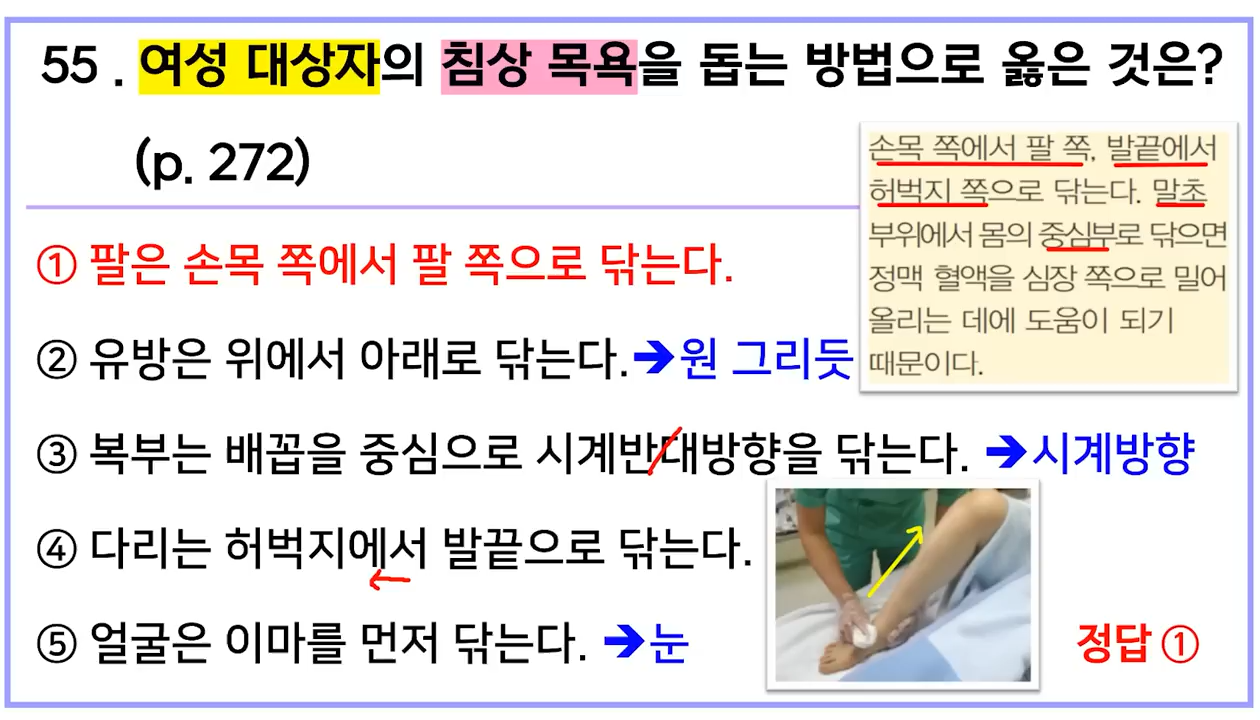 55 . 여성 대상자의 침상 목욕을 돕는 방법으로 옳은 것은?
(p. 272)
손목 쪽에서 팔 쪽, 발끝에서
허벅지 쪽으로 닦는다. 말초
부위에서 몸의 중심부로 닦으면
정맥 혈액을 심장 쪽으로 밀어
올리는 데에 도움이 되기
때문이다.
① 팔은 손목 쪽에서 팔 쪽으로 닦는다.
② 유방은 위에서 아래로 닦는다.➔원 그리듯
③ 복부는 배꼽을 중심으로 시계반대방향을 닦는다. ➔시계방향
④ 다리는 허벅지에서 발끝으로 닦는다.
⑤ 얼굴은 이마를 먼저 닦는다. ➔눈
정답 ①